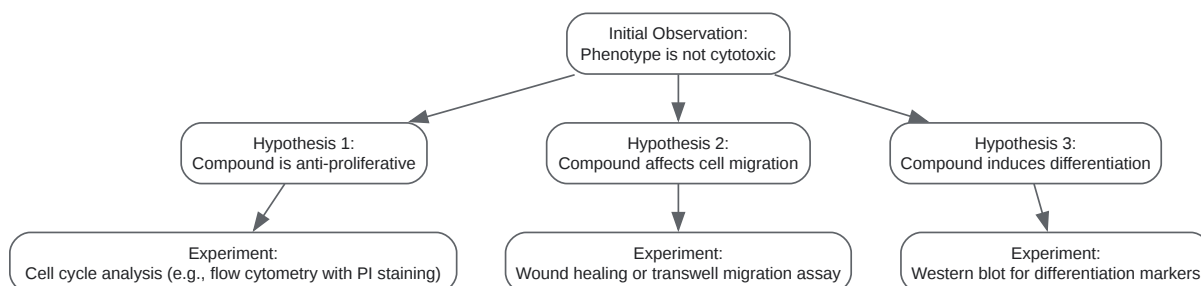 Initial Observation:
Phenotype is not cytotoxic
Hypothesis 1:
Compound is anti-proliferative
Hypothesis 2:
Compound affects cell migration
Hypothesis 3:
Compound induces differentiation
Experiment:
Cell cycle analysis (e.g., flow cytometry with PI staining)
Experiment:
Wound healing or transwell migration assay
Experiment:
Western blot for differentiation markers